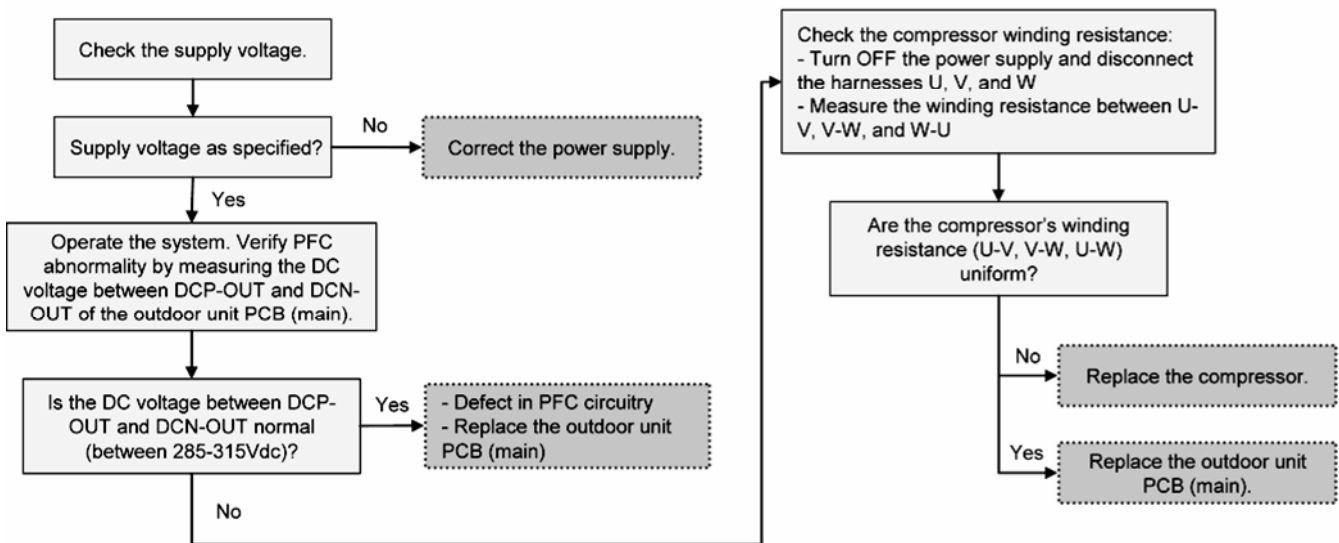 Check the supply voltage.
Supply voltage as specified?
No
Correct the power supply.
Yes
Operate the system. Verify PFC
abnormality by measuring the DC
voltage between DCP-OUT and DCN-
OUT of the outdoor unit PCB (main).
Is the DC voltage between DCP-
OUT and DCN-OUT normal
(between 285-315Vdc)?
Yes
- Defect in PFC circuitry
- Replace the outdoor unit
PCB (main)
No
Check the compressor winding resistance:
- Turn OFF the power supply and disconnect
the harnesses U, V, and W
- Measure the winding resistance between U-
V, V-W, and W-U
Are the compressor's winding
resistance (U-V, V-W, U-W)
uniform?
No
Replace the compressor.
Yes
Replace the outdoor unit
PCB (main).